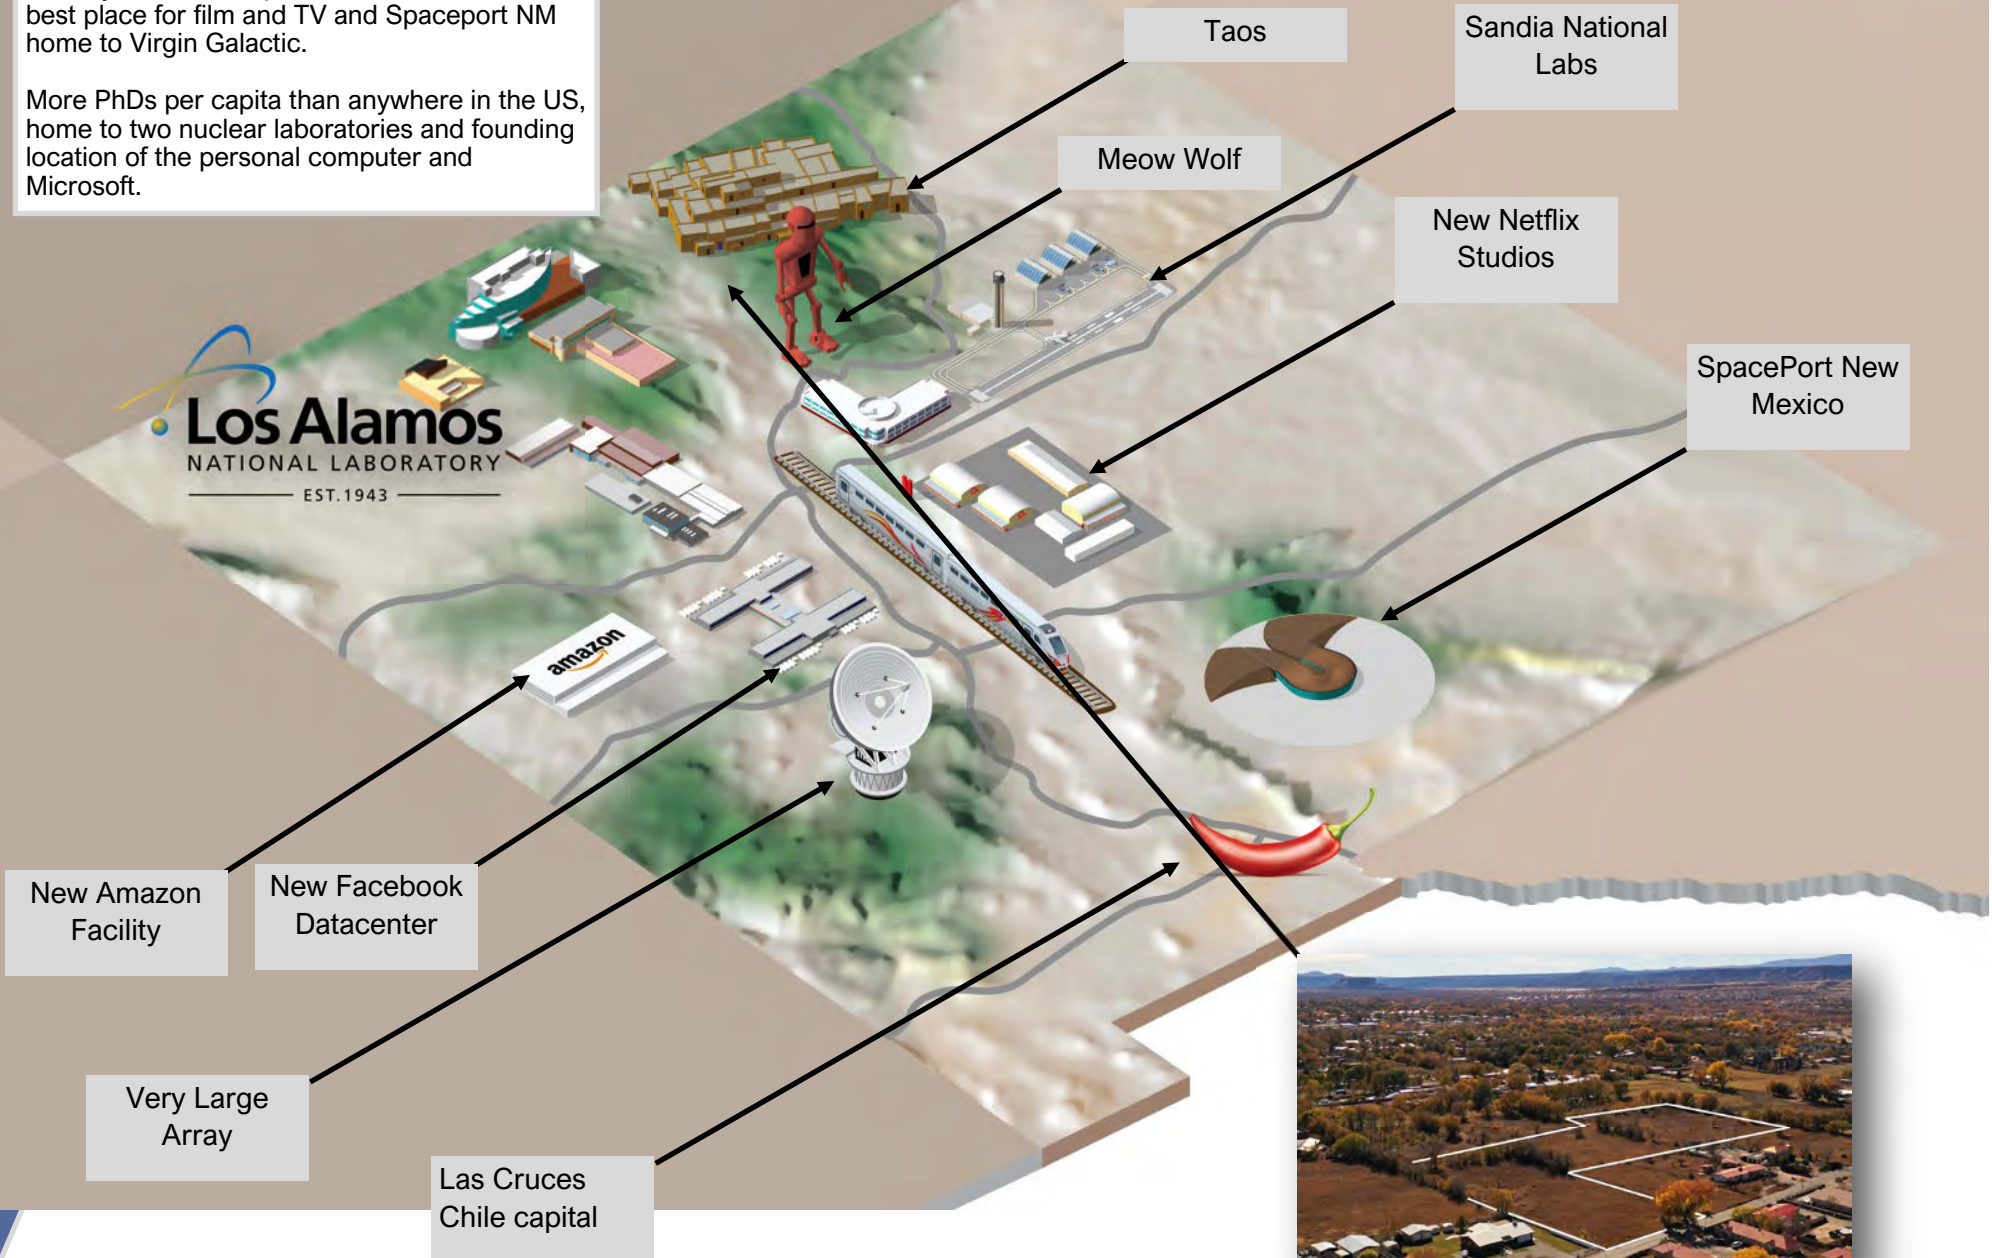 best place for film and TV and Spaceport NM
home to Virgin Galactic.
More PhDs per capita than anywhere in the US,
home to two nuclear laboratories and founding
location of the personal computer and
Microsoft.
Taos
Sandia National
Labs
Meow Wolf
New Netflix
Studios
SpacePort New
Mexico
Los Alamos
NATIONAL LABORATORY
EST.1943
amazon
New Amazon
Facility
New Facebook
Datacenter
Very Large
Array
Las Cruces
Chile capital